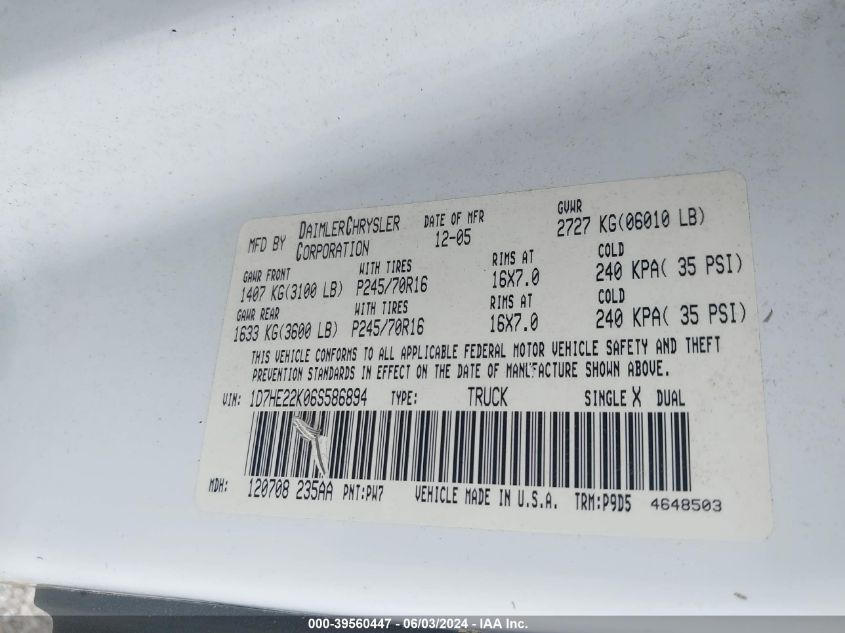 MFD BY DAIMLERCHRYSLER CORPORATION
DATE OF MFR 12-05
GVWR 2727 KG(06010 LB)
GAWR FRONT WITH TIRES RIMS AT COLD
1407 KG(3100 LB) P245/70R16 16X7.0 240 KPA( 35 PSI)
GAWR REAR WITH TIRES RIMS AT COLD
1633 KG(3600 LB) P245/70R16 16X7.0 240 KPA( 35 PSI)
THIS VEHICLE CONFORMS TO ALL APPLICABLE FEDERAL MOTOR VEHICLE SAFETY AND THEFT
PREVENTION STANDARDS IN EFFECT ON THE DATE OF MANUFACTURE SHOWN ABOVE.
VIN: 1D7HE22K06S586894 TYPE: TRUCK SINGLE X DUAL
MDH: 120708 235AA PNT:PW7 VEHICLE MADE IN U.S.A. TRM:P9D5 4648503
000-39560447 - 06/03/2024 - IAA Inc.